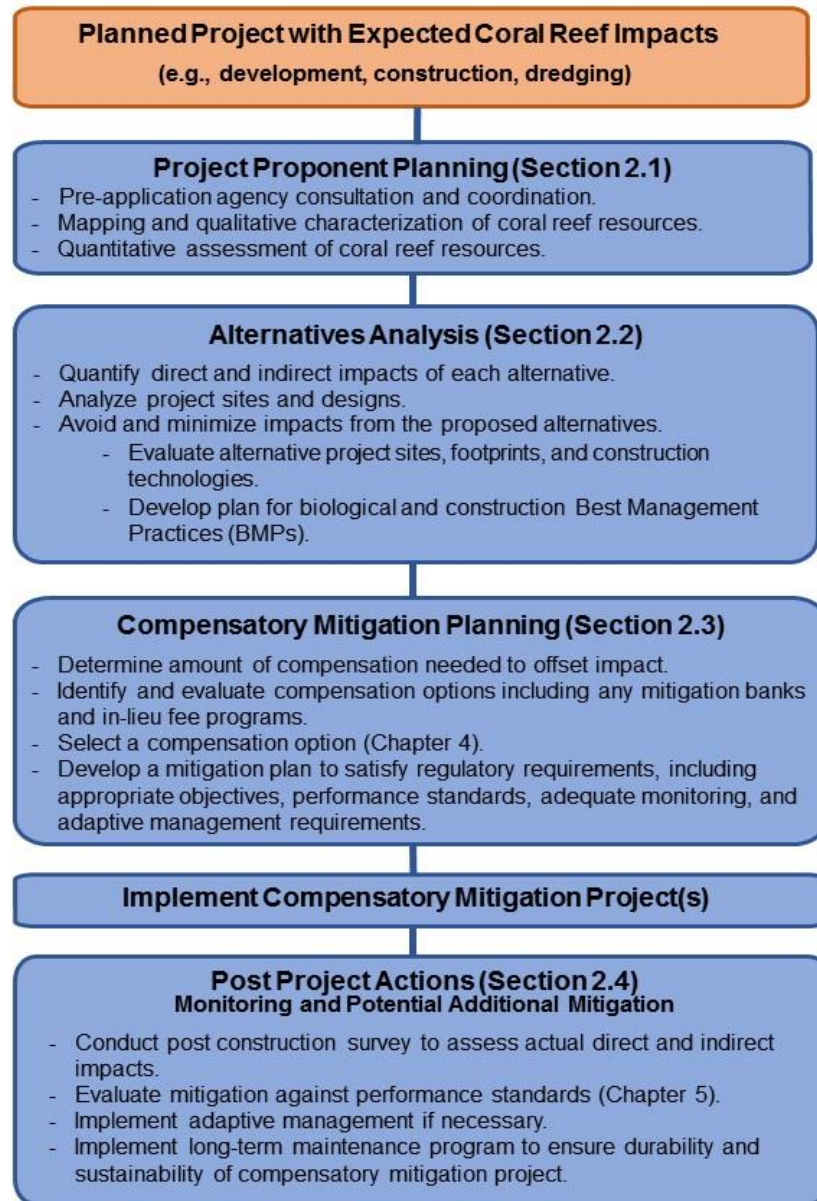 Planned Project with Expected Coral Reef Impacts
(e.g., development, construction, dredging)
Project Proponent Planning (Section 2.1)
- Pre-application agency consultation and coordination.
- Mapping and qualitative characterization of coral reef resources.
- Quantitative assessment of coral reef resources.
Alternatives Analysis (Section 2.2)
- Quantify direct and indirect impacts of each alternative.
- Analyze project sites and designs.
- Avoid and minimize impacts from the proposed alternatives.
- Evaluate alternative project sites, footprints, and construction
technologies.
- Develop plan for biological and construction Best Management
Practices (BMPs).
Compensatory Mitigation Planning (Section 2.3)
- Determine amount of compensation needed to offset impact.
- Identify and evaluate compensation options including any mitigation banks
and in-lieu fee programs.
- Select a compensation option (Chapter 4).
- Develop a mitigation plan to satisfy regulatory requirements, including
appropriate objectives, performance standards, adequate monitoring, and
adaptive management requirements.
Implement Compensatory Mitigation Project(s)
Post Project Actions (Section 2.4)
Monitoring and Potential Additional Mitigation
- Conduct post construction survey to assess actual direct and indirect
impacts.
- Evaluate mitigation against performance standards (Chapter 5).
- Implement adaptive management if necessary.
- Implement long-term maintenance program to ensure durability and
sustainability of compensatory mitigation project.